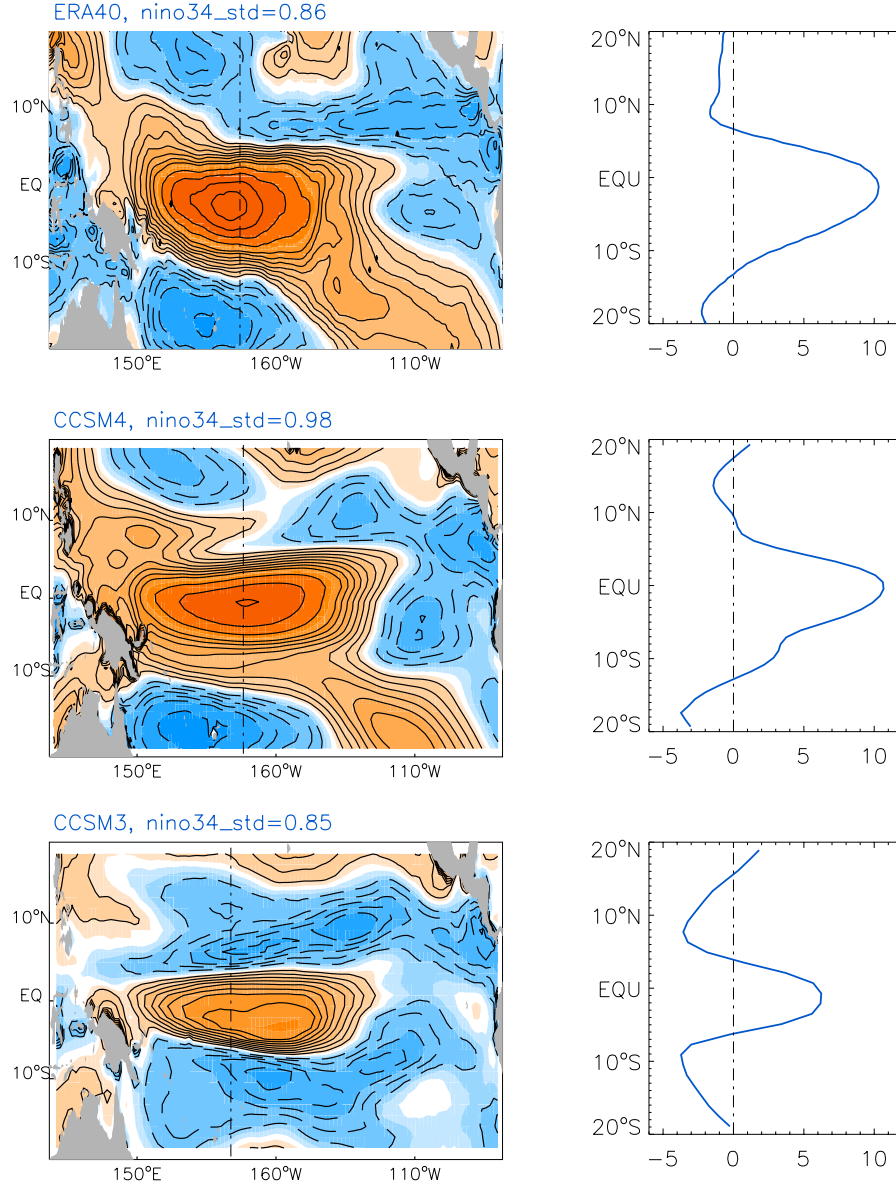 ERA40, nino34_std=0.86
10°N
EQ
10°S
150°E 160°W 110°W
20°N
10°N
EQU
10°S
20°S
-5 0 5 10
CCSM4, nino34_std=0.98
10°N
EQ
10°S
150°E 160°W 110°W
20°N
10°N
EQU
10°S
20°S
-5 0 5 10
CCSM3, nino34_std=0.85
10°N
EQ
10°S
150°E 160°W 110°W
20°N
10°N
EQU
10°S
20°S
-5 0 5 10